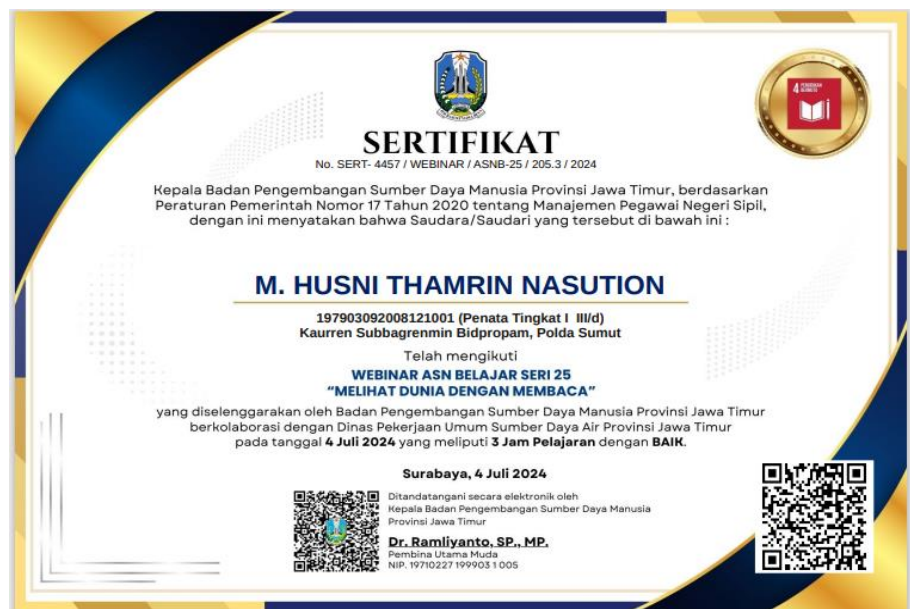 4 PENDIDIKAN
SERTIFIKAT
No. SERT- 4457 / WEBINAR / ASNB-25 / 205.3 / 2024
Kepala Badan Pengembangan Sumber Daya Manusia Provinsi Jawa Timur, berdasarkan
Peraturan Pemerintah Nomor 17 Tahun 2020 tentang Manajemen Pegawai Negeri Sipil,
dengan ini menyatakan bahwa Saudara/Saudari yang tersebut di bawah ini :
M. HUSNI THAMRIN NASUTION
197903092008121001 (Penata Tingkat I III/d)
Kaurren Subbagrenmin Bidpropam, Polda Sumut
Telah mengikuti
WEBINAR ASN BELAJAR SERI 25
“MELIHAT DUNIA DENGAN MEMBACA”
yang diselenggarakan oleh Badan Pengembangan Sumber Daya Manusia Provinsi Jawa Timur
berkolaborasi dengan Dinas Pekerjaan Umum Sumber Daya Air Provinsi Jawa Timur
pada tanggal 4 Juli 2024 yang meliputi 3 Jam Pelajaran dengan BAIK.
Surabaya, 4 Juli 2024
Ditandatangani secara elektronik oleh
Kepala Badan Pengembangan Sumber Daya Manusia
Provinsi Jawa Timur
Dr. Ramliyanto, SP., MP.
Pembina Utama Muda
NIP. 19710227 199903 1 005